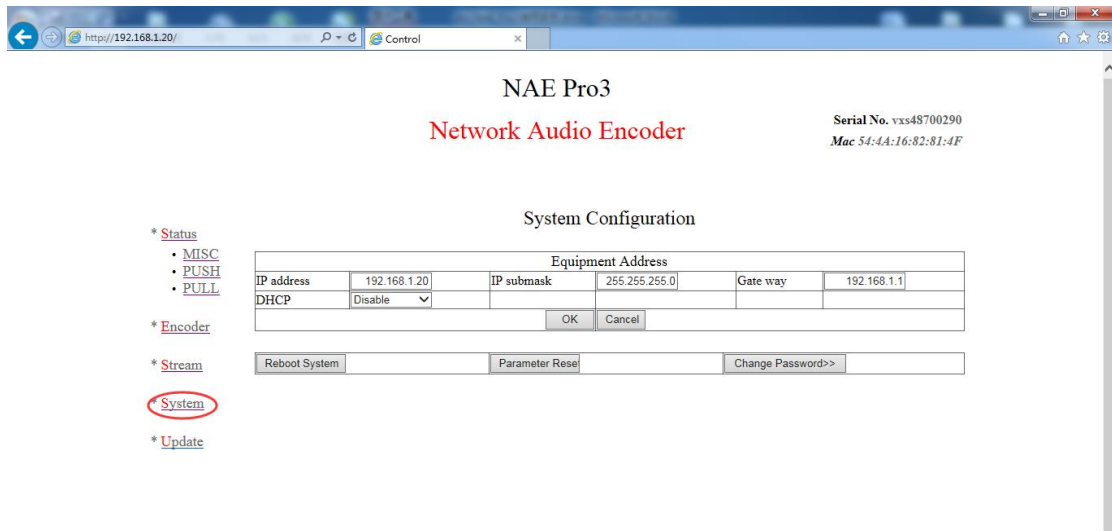 http://192.168.1.20/
Control
NAE Pro3
Network Audio Encoder
Serial No. vxs48700290
Mac 54:4A:16:82:81:4F
System Configuration
* Status
• MISC
• PUSH
• PULL
* Encoder
* Stream
* System
* Update
Equipment Address
IP address 192.168.1.20 IP submask 255.255.255.0 Gate way 192.168.1.1
DHCP Disable
OK Cancel
Reboot System Parameter Reset Change Password>>